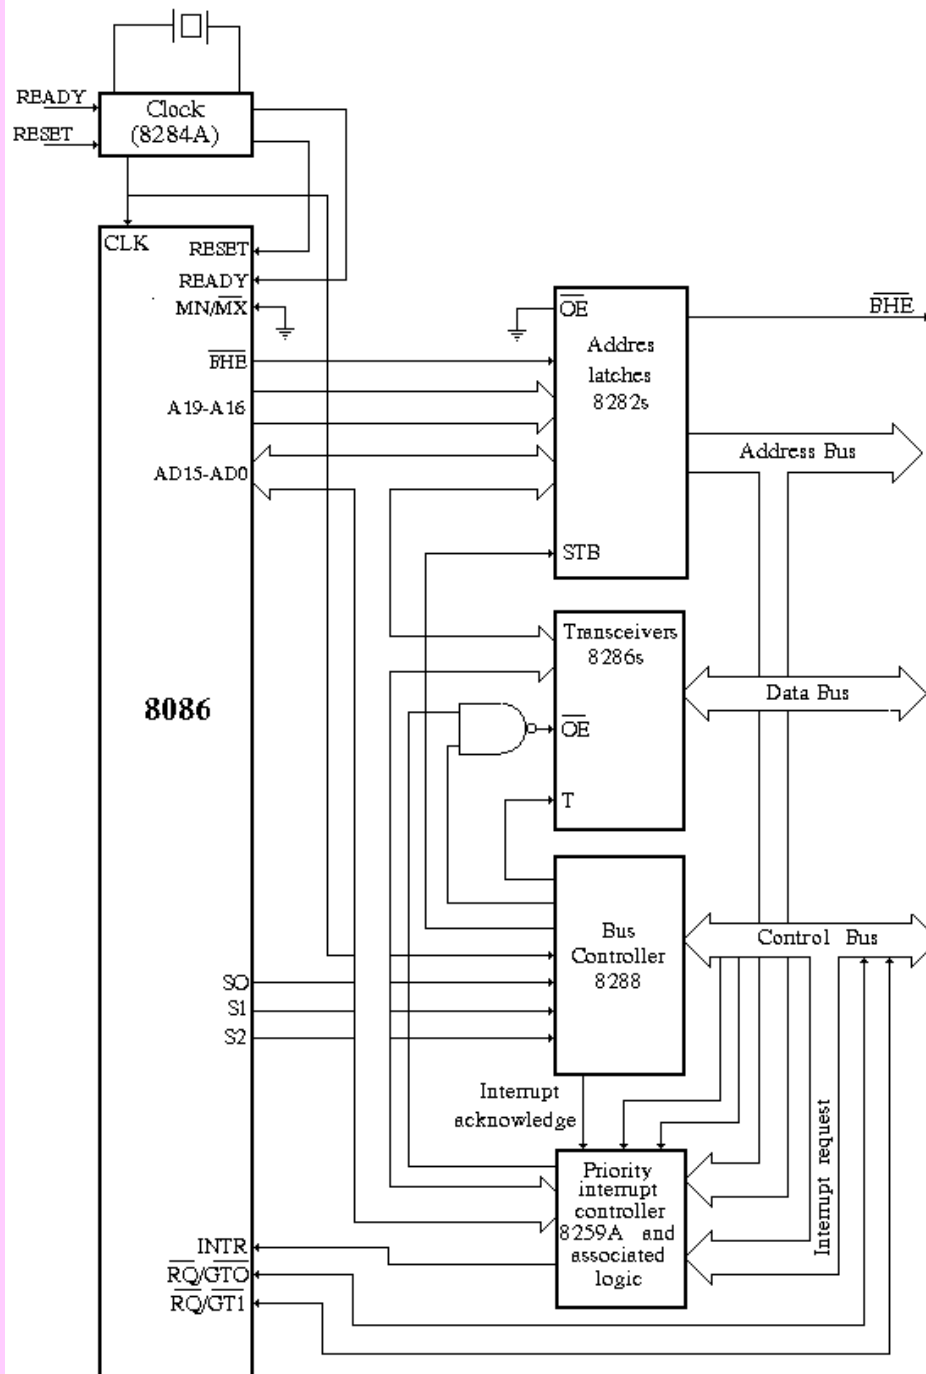 READY
RESET
Clock
(8284A)
CLK
RESET
READY
MN/MX
BHE
A19-A16
AD15-AD0
8086
S0
S1
S2
INTR
RQ/GT0
RQ/GT1
OE
Addres
latches
8282s
STB
BHE
Address Bus
Transceivers
8286s
OE
T
Data Bus
Bus
Controller
8288
Control Bus
Interrupt
acknowledge
Interrupt request
Priority
interrupt
controller
8259A and
associated
logic